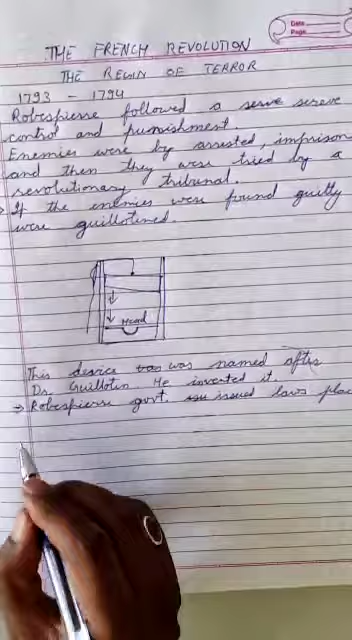 Date
Page
THE FRENCH REVOLUTION
THE REIGN OF TERROR
1793 - 1794
Robespierre followed a serve screve
control and punishment.
Enemies were by arrested, imprison
and then they were tried by a
revolutionary tribunal.
If the enemies were found guilty
were guillotined
Head
This device was was named after
Dr. Guillotin He invented it.
→ Robespierre govt. issued laws plac